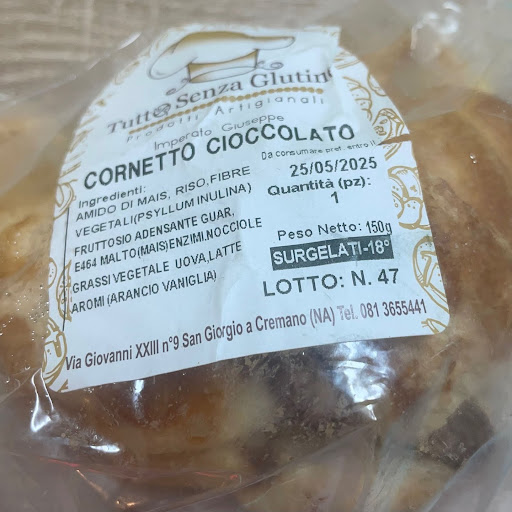 Tutto Senza Glutin
Prodotti Artigianali
Imperato Giuseppe
CORNETTO CIOCCOLATO
Da consumare pref. entro il
25/05/2025
Quantità (pz):
1
Ingredienti:
AMIDO DI MAIS, RISO,FIBRE
VEGETALI(PSYLLUM INULINA)
FRUTTOSIO ADENSANTE GUAR,
E464 MALTO(MAIS)ENZIMI.NOCCIOLE
GRASSI VEGETALE UOVA,LATTE
AROMI (ARANCIO VANIGLIA)
Peso Netto: 150g
SURGELATI-18°
LOTTO: N. 47
Via Giovanni XXIII n°9 San Giorgio a Cremano (NA) Tel. 081 3655441